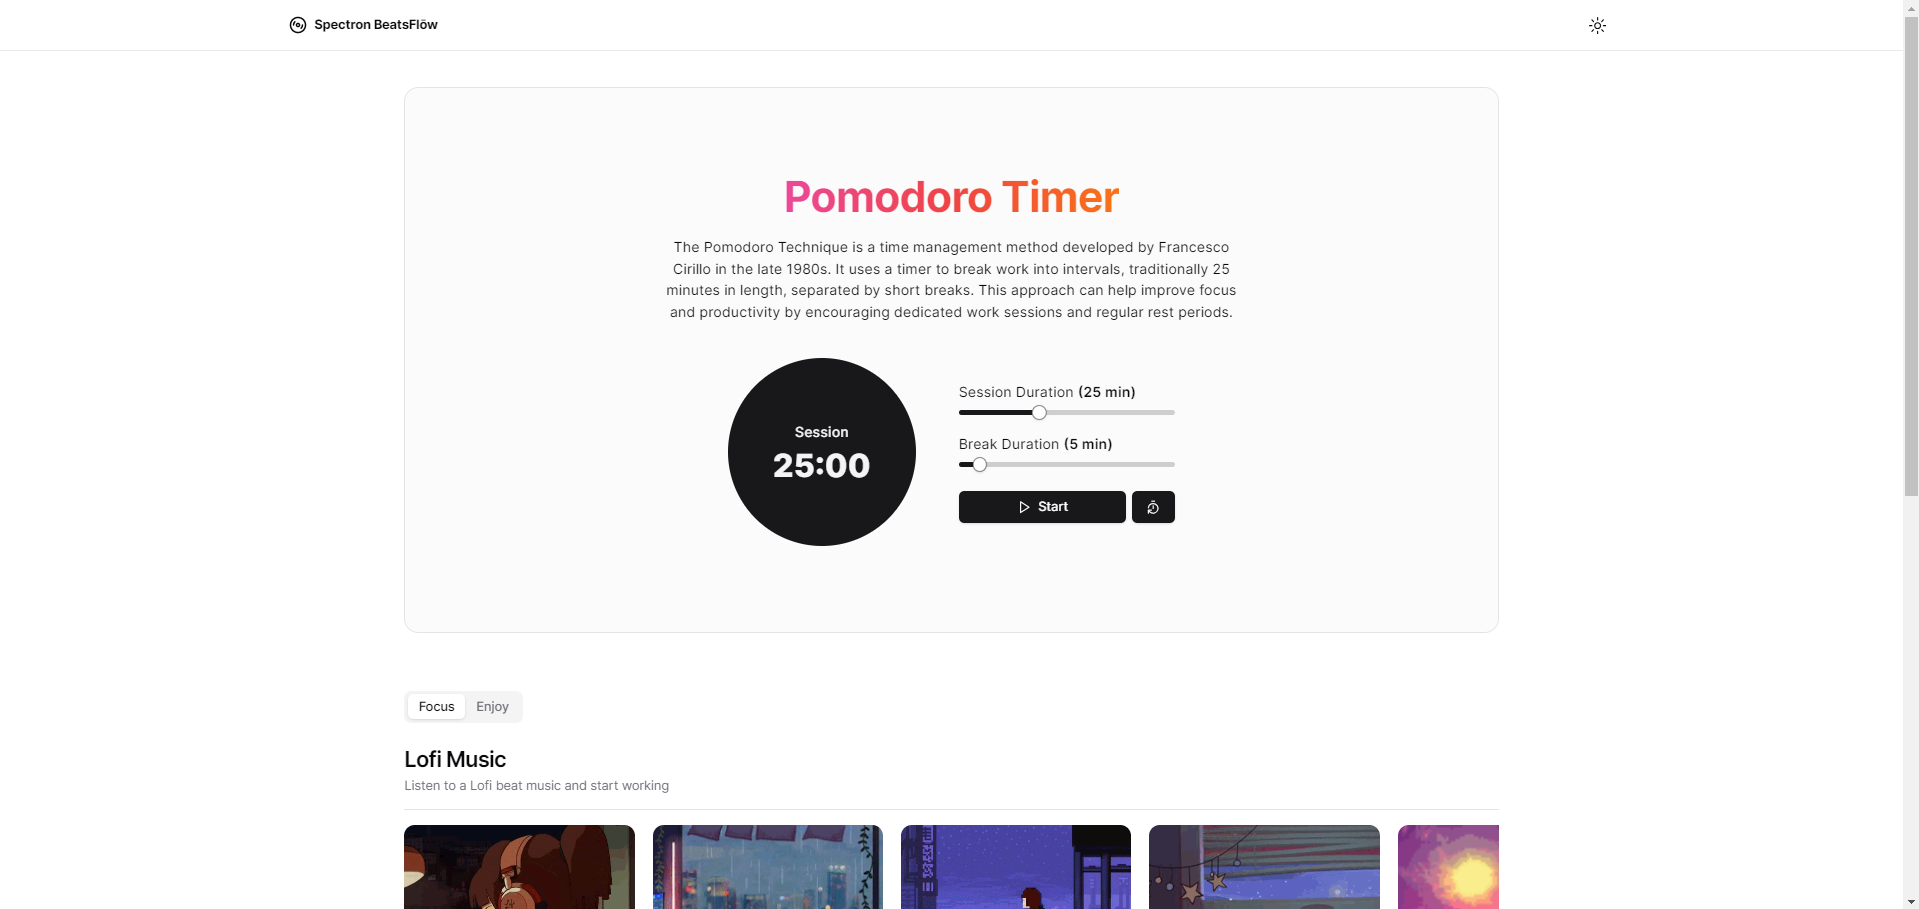 Spectron BeatsFlöw
Pomodoro Timer
The Pomodoro Technique is a time management method developed by Francesco
Cirillo in the late 1980s. It uses a timer to break work into intervals, traditionally 25
minutes in length, separated by short breaks. This approach can help improve focus
and productivity by encouraging dedicated work sessions and regular rest periods.
Session
25:00
Session Duration (25 min)
Break Duration (5 min)
Start
Focus
Enjoy
Lofi Music
Listen to a Lofi beat music and start working